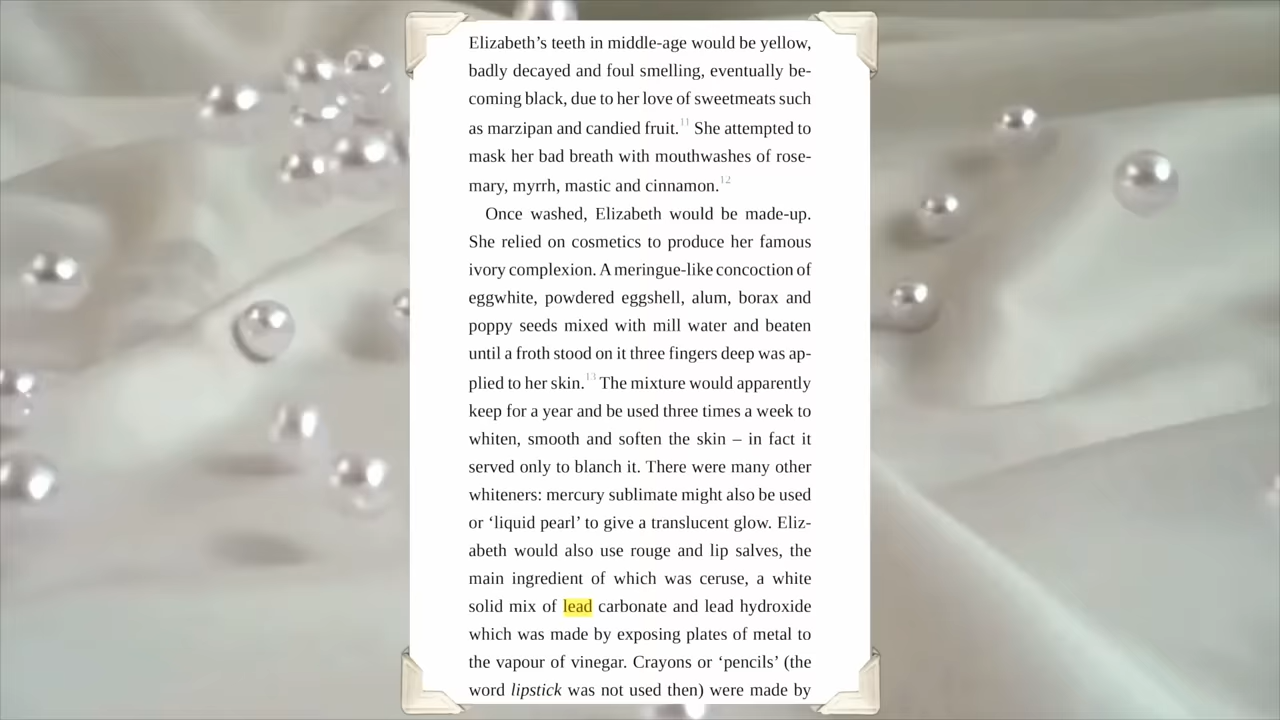 Elizabeth’s teeth in middle-age would be yellow,
badly decayed and foul smelling, eventually be-
coming black, due to her love of sweetmeats such
as marzipan and candied fruit.11 She attempted to
mask her bad breath with mouthwashes of rose-
mary, myrrh, mastic and cinnamon.12
Once washed, Elizabeth would be made-up.
She relied on cosmetics to produce her famous
ivory complexion. A meringue-like concoction of
eggwhite, powdered eggshell, alum, borax and
poppy seeds mixed with mill water and beaten
until a froth stood on it three fingers deep was ap-
plied to her skin.13 The mixture would apparently
keep for a year and be used three times a week to
whiten, smooth and soften the skin – in fact it
served only to blanch it. There were many other
whiteners: mercury sublimate might also be used
or ‘liquid pearl’ to give a translucent glow. Eliz-
abeth would also use rouge and lip salves, the
main ingredient of which was ceruse, a white
solid mix of lead carbonate and lead hydroxide
which was made by exposing plates of metal to
the vapour of vinegar. Crayons or ‘pencils’ (the
word lipstick was not used then) were made by